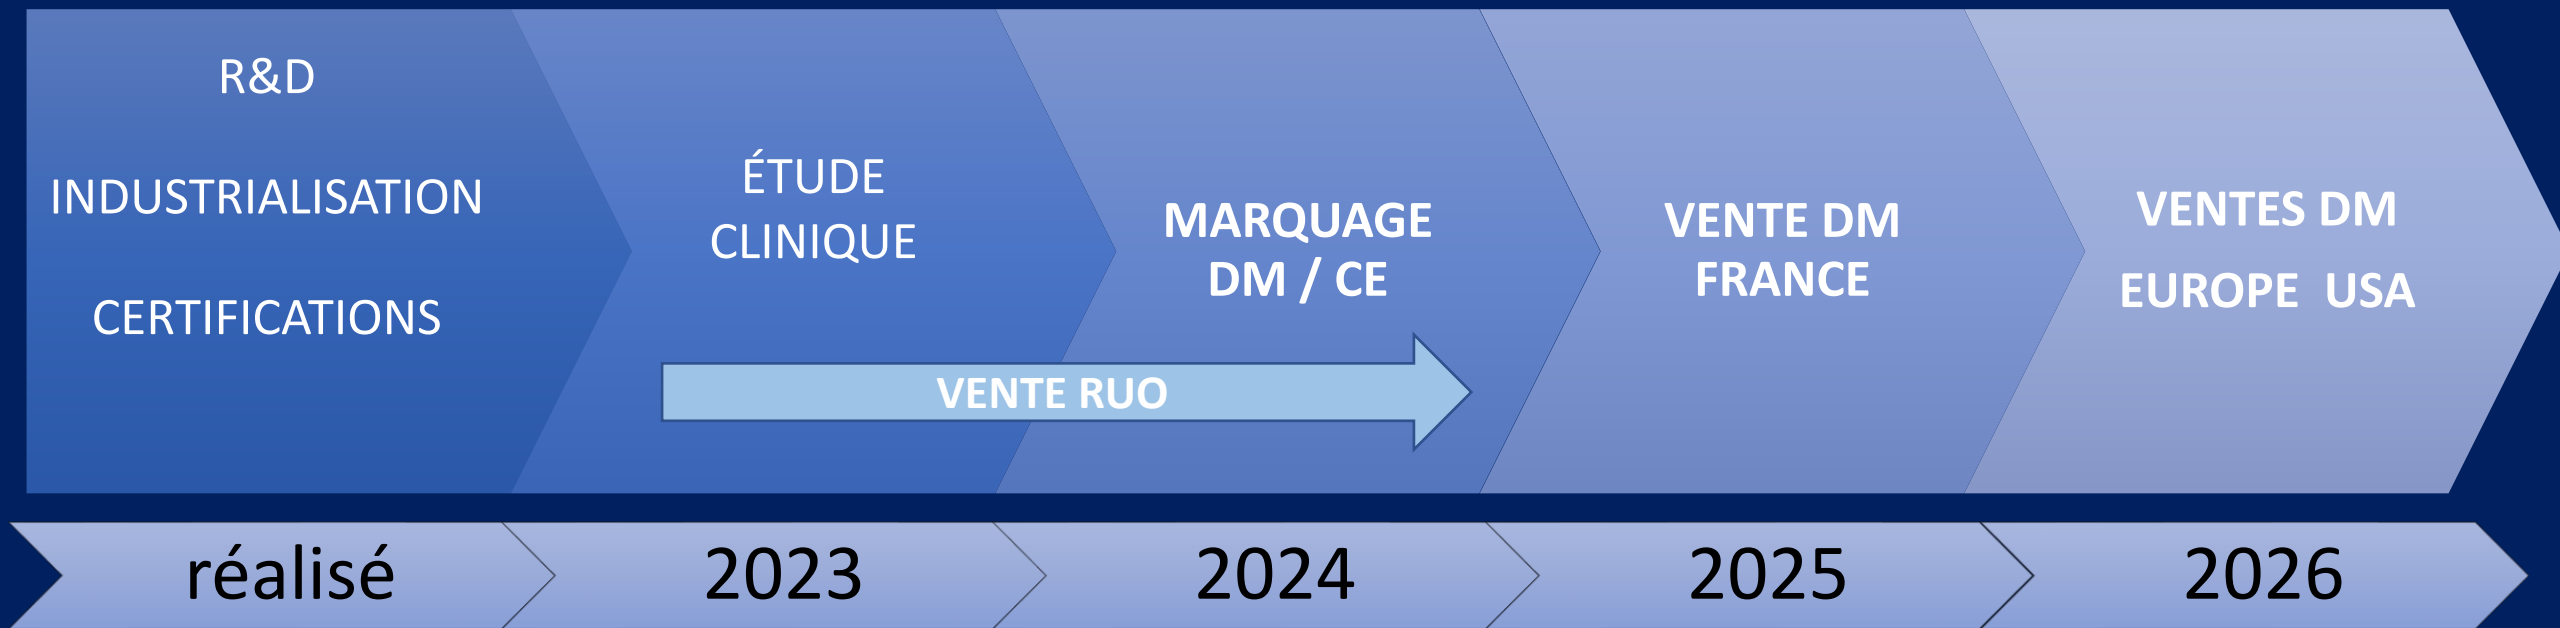 R&D
INDUSTRIALISATION
CERTIFICATIONS
ÉTUDE
CLINIQUE
MARQUAGE
DM / CE
VENTE DM
FRANCE
VENTES DM
EUROPE  USA
VENTE RUO
réalisé
2023
2024
2025
2026